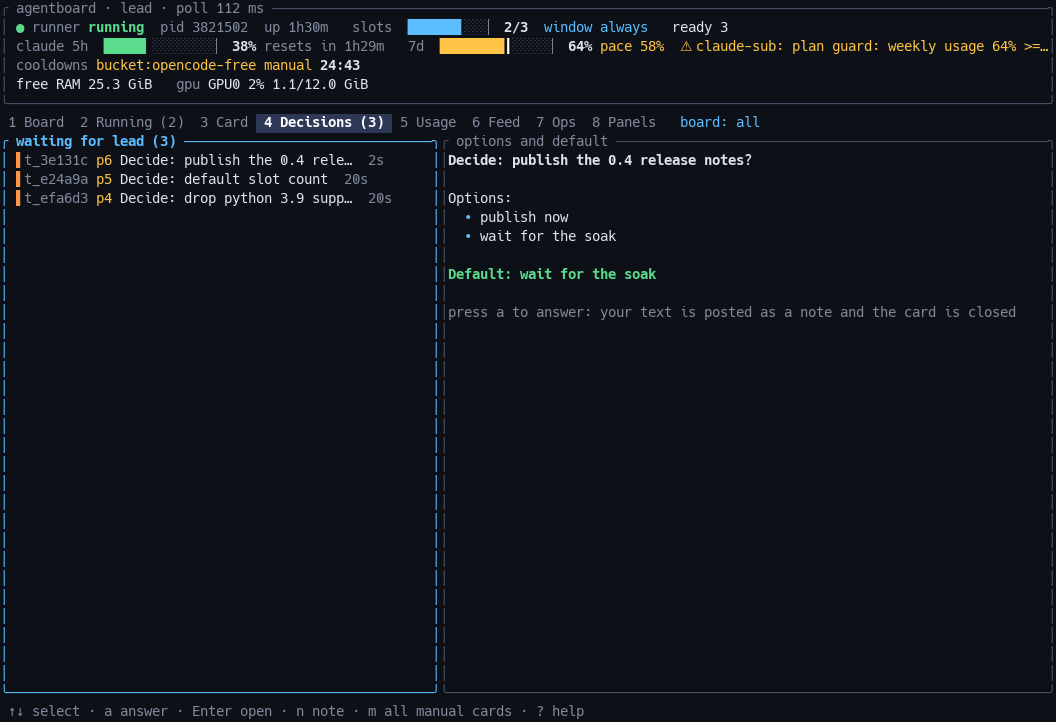 agentboard · lead · poll 112 ms
● runner running pid 3821502 up 1h30m slots 2/3 window always ready 3
claude 5h 38% resets in 1h29m 7d 64% pace 58% ⚠ claude-sub: plan guard: weekly usage 64% >=…
cooldowns bucket:opencode-free manual 24:43
free RAM 25.3 GiB gpu GPU0 2% 1.1/12.0 GiB
1 Board 2 Running (2) 3 Card 4 Decisions (3) 5 Usage 6 Feed 7 Ops 8 Panels board: all
waiting for lead (3)
t_3e131c p6 Decide: publish the 0.4 rele… 2s
t_e24a9a p5 Decide: default slot count 20s
t_efa6d3 p4 Decide: drop python 3.9 supp… 20s
options and default
Decide: publish the 0.4 release notes?
Options:
• publish now
• wait for the soak
Default: wait for the soak
press a to answer: your text is posted as a note and the card is closed
↑↓ select · a answer · Enter open · n note · m all manual cards · ? help